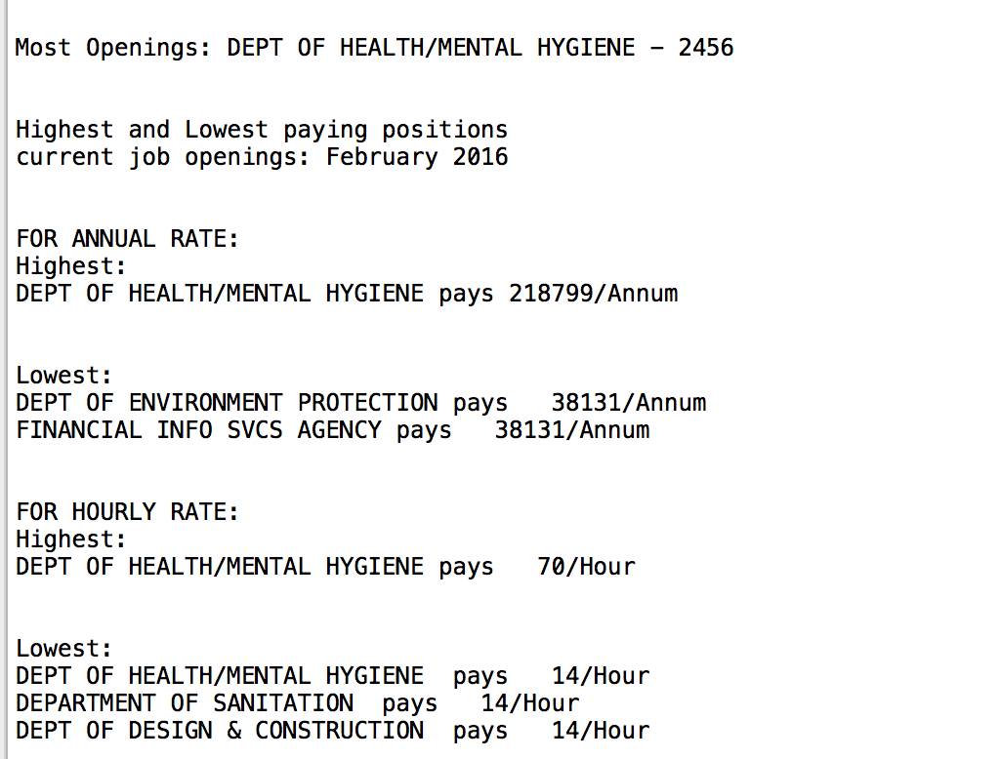 Most Openings: DEPT OF HEALTH/MENTAL HYGIENE – 2456
Highest and Lowest paying positions
current job openings: February 2016
FOR ANNUAL RATE:
Highest:
DEPT OF HEALTH/MENTAL HYGIENE pays 218799/Annum
Lowest:
DEPT OF ENVIRONMENT PROTECTION pays   38131/Annum
FINANCIAL INFO SVCS AGENCY pays   38131/Annum
FOR HOURLY RATE:
Highest:
DEPT OF HEALTH/MENTAL HYGIENE pays   70/Hour
Lowest:
DEPT OF HEALTH/MENTAL HYGIENE  pays   14/Hour
DEPARTMENT OF SANITATION  pays   14/Hour
DEPT OF DESIGN & CONSTRUCTION  pays   14/Hour